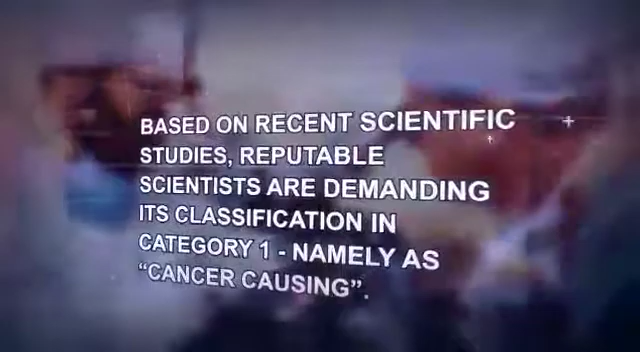 BASED ON RECENT SCIENTIFIC
STUDIES, REPUTABLE
SCIENTISTS ARE DEMANDING
ITS CLASSIFICATION IN
CATEGORY 1 - NAMELY AS
“CANCER CAUSING”.